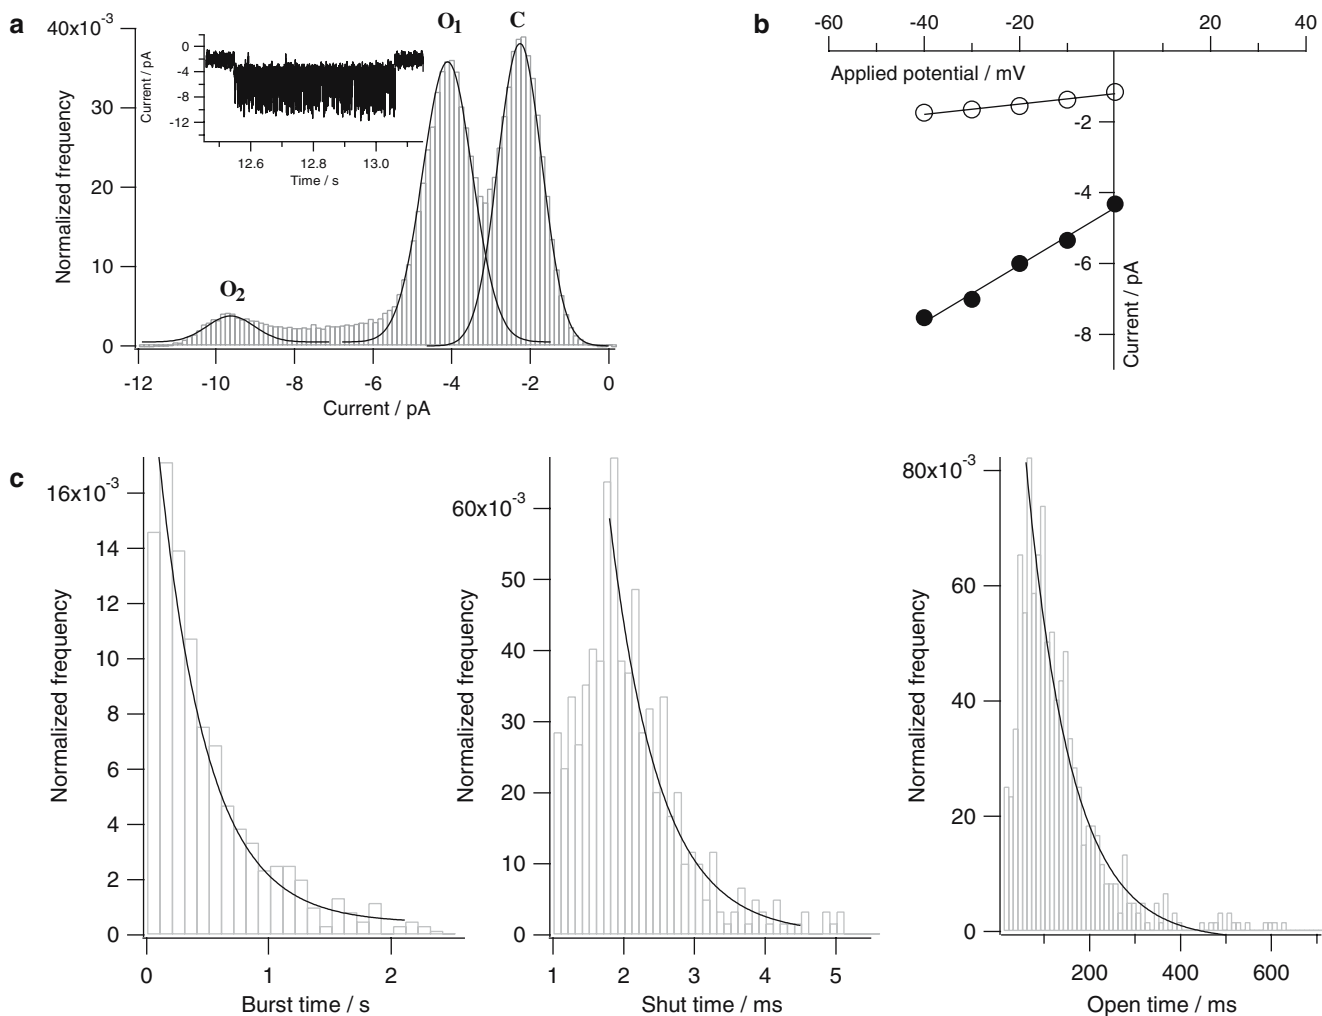 a
40x10⁻³
30
20
10
0
Normalized frequency
-12
-10
-8
-6
-4
-2
0
Current / pA
O₂
O₁
C
0
-4
-8
-12
Current / pA
12.6
12.8
13.0
Time / s
b
-60
-40
-20
20
40
Applied potential / mV
-2
-4
-6
-8
Current / pA
c
16x10⁻³
14
12
10
8
6
4
2
0
Normalized frequency
0
1
2
Burst time / s
60x10⁻³
50
40
30
20
10
0
Normalized frequency
1
2
3
4
5
Shut time / ms
80x10⁻³
60
40
20
0
Normalized frequency
200
400
600
Open time / ms